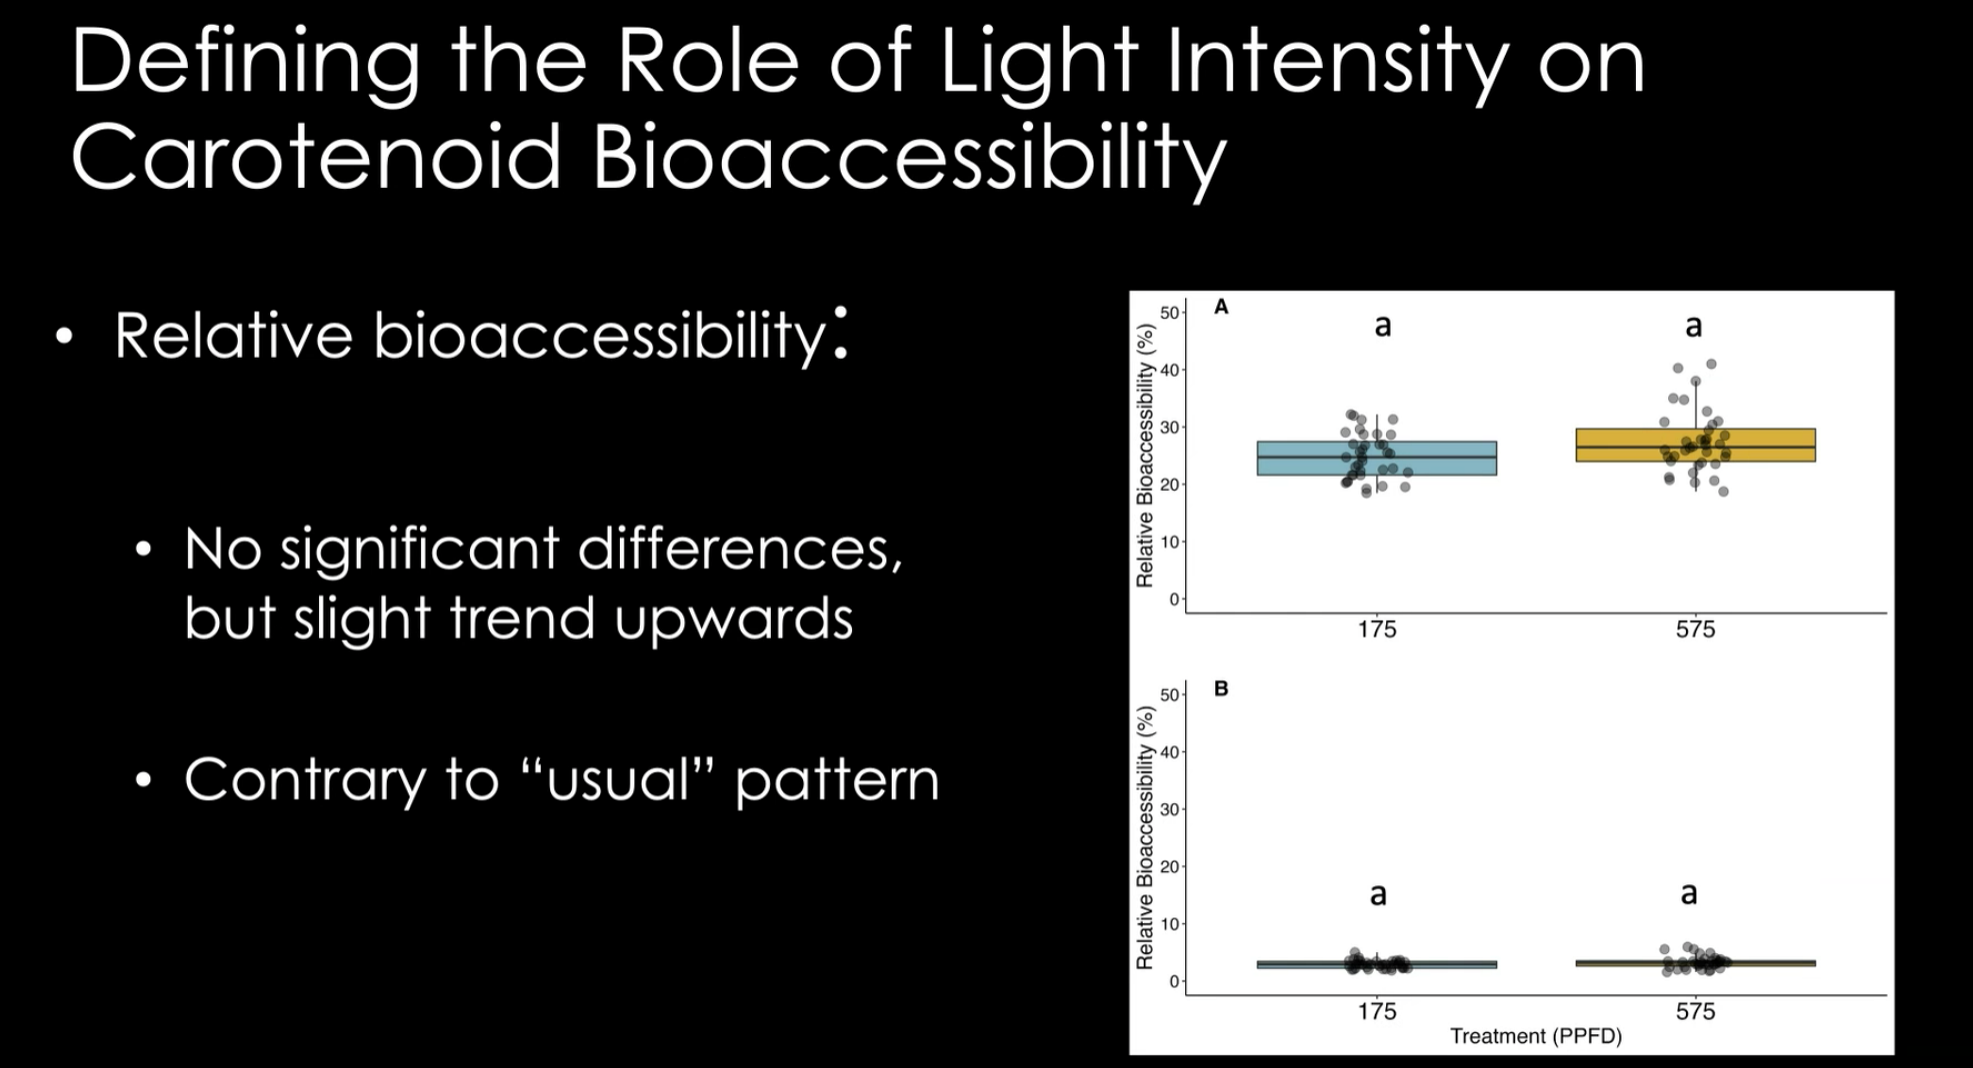 Defining the Role of Light Intensity on
Carotenoid Bioaccessibility
• Relative bioaccessibility:
• No significant differences,
but slight trend upwards
• Contrary to “usual” pattern
A
a
a
Relative Bioaccessibility (%)
50
40
30
20
10
0
175
575
B
a
a
Relative Bioaccessibility (%)
50
40
30
20
10
0
175
575
Treatment (PPFD)